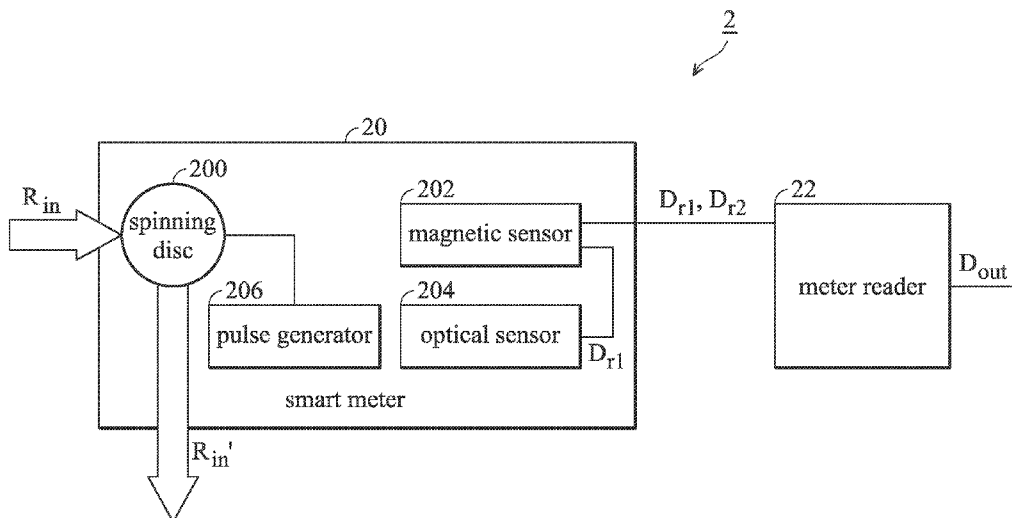 2
20
200
R_in
spinning
disc
202
magnetic sensor
D_r1, D_r2
22
meter reader
D_out
206
pulse generator
204
optical sensor
D_r1
smart meter
R_in'